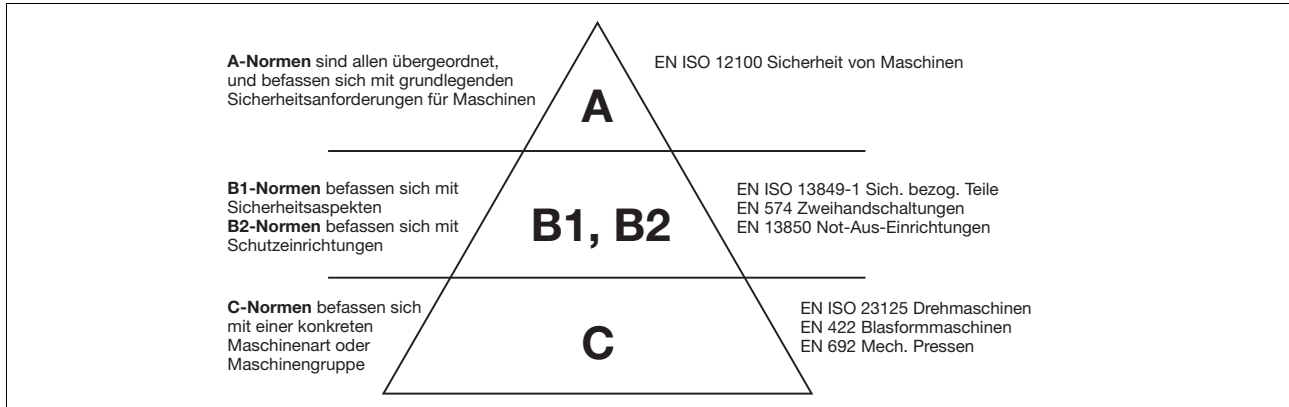 A-Normen sind allen übergeordnet,
und befassen sich mit grundlegenden
Sicherheitsanforderungen für Maschinen
A
EN ISO 12100 Sicherheit von Maschinen
B1-Normen befassen sich mit
Sicherheitsaspekten
B2-Normen befassen sich mit
Schutzeinrichtungen
B1, B2
EN ISO 13849-1 Sich. bezog. Teile
EN 574 Zweihandschaltungen
EN 13850 Not-Aus-Einrichtungen
C-Normen befassen sich
mit einer konkreten
Maschinenart oder
Maschinengruppe
C
EN ISO 23125 Drehmaschinen
EN 422 Blasformmaschinen
EN 692 Mech. Pressen